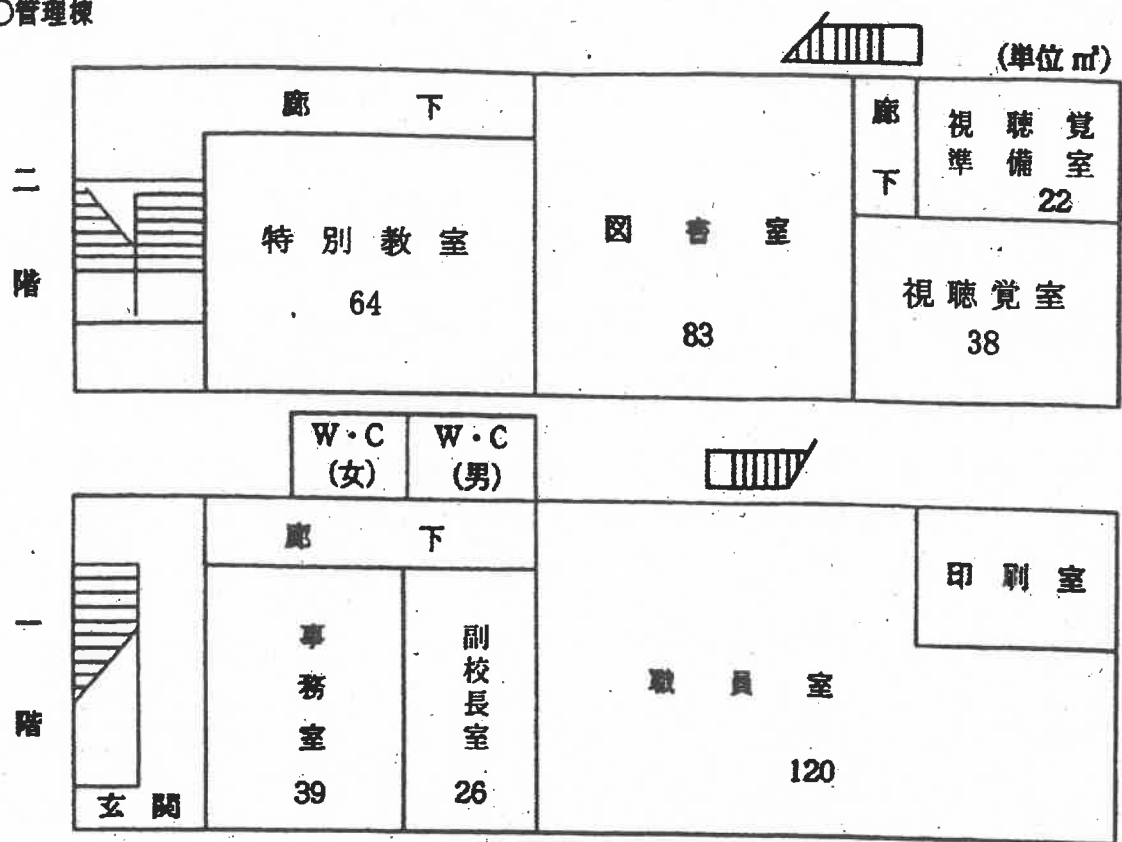 ○管理棟
(単位 ㎡)
二階
廊下
特別教室
64
図書室
83
廊下
視聴覚
準備室
22
視聴覚室
38
一階
W・C
(女)
W・C
(男)
廊下
事務室
39
副校長室
26
職員室
120
印刷室
玄関